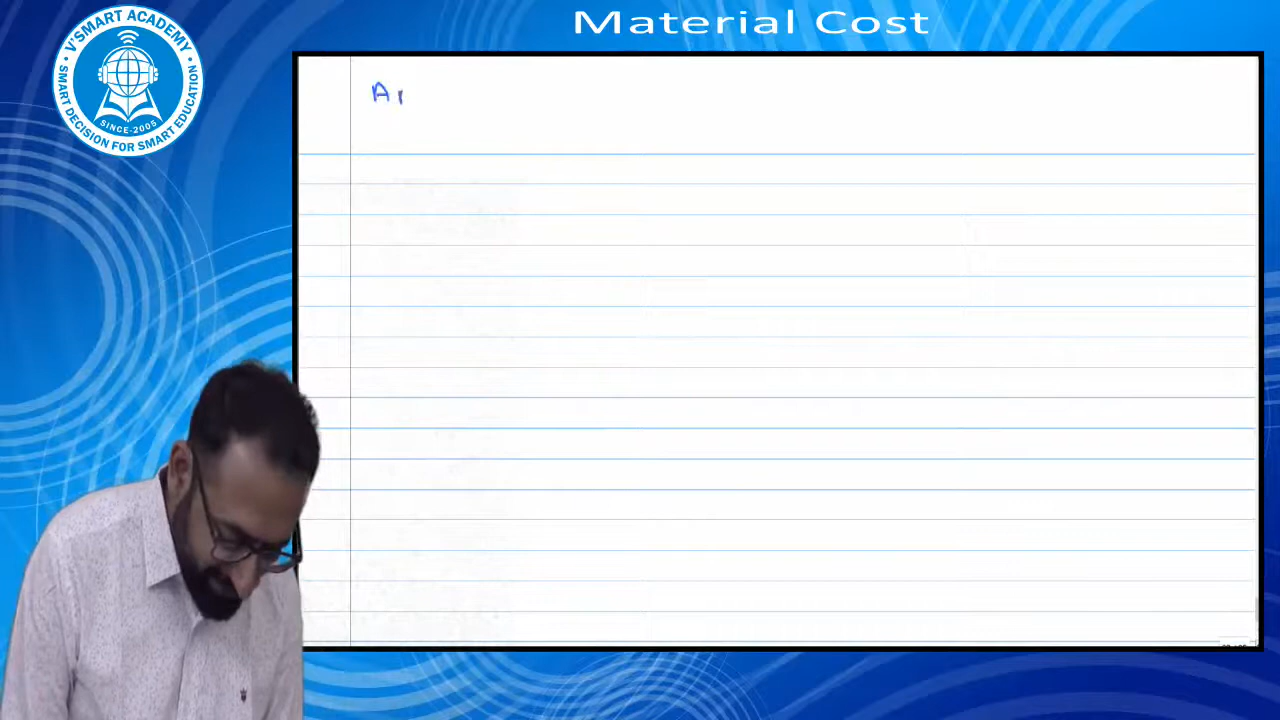 Material Cost
V'SMART ACADEMY
SINCE-2005
SMART DECISION FOR SMART EDUCATION
A